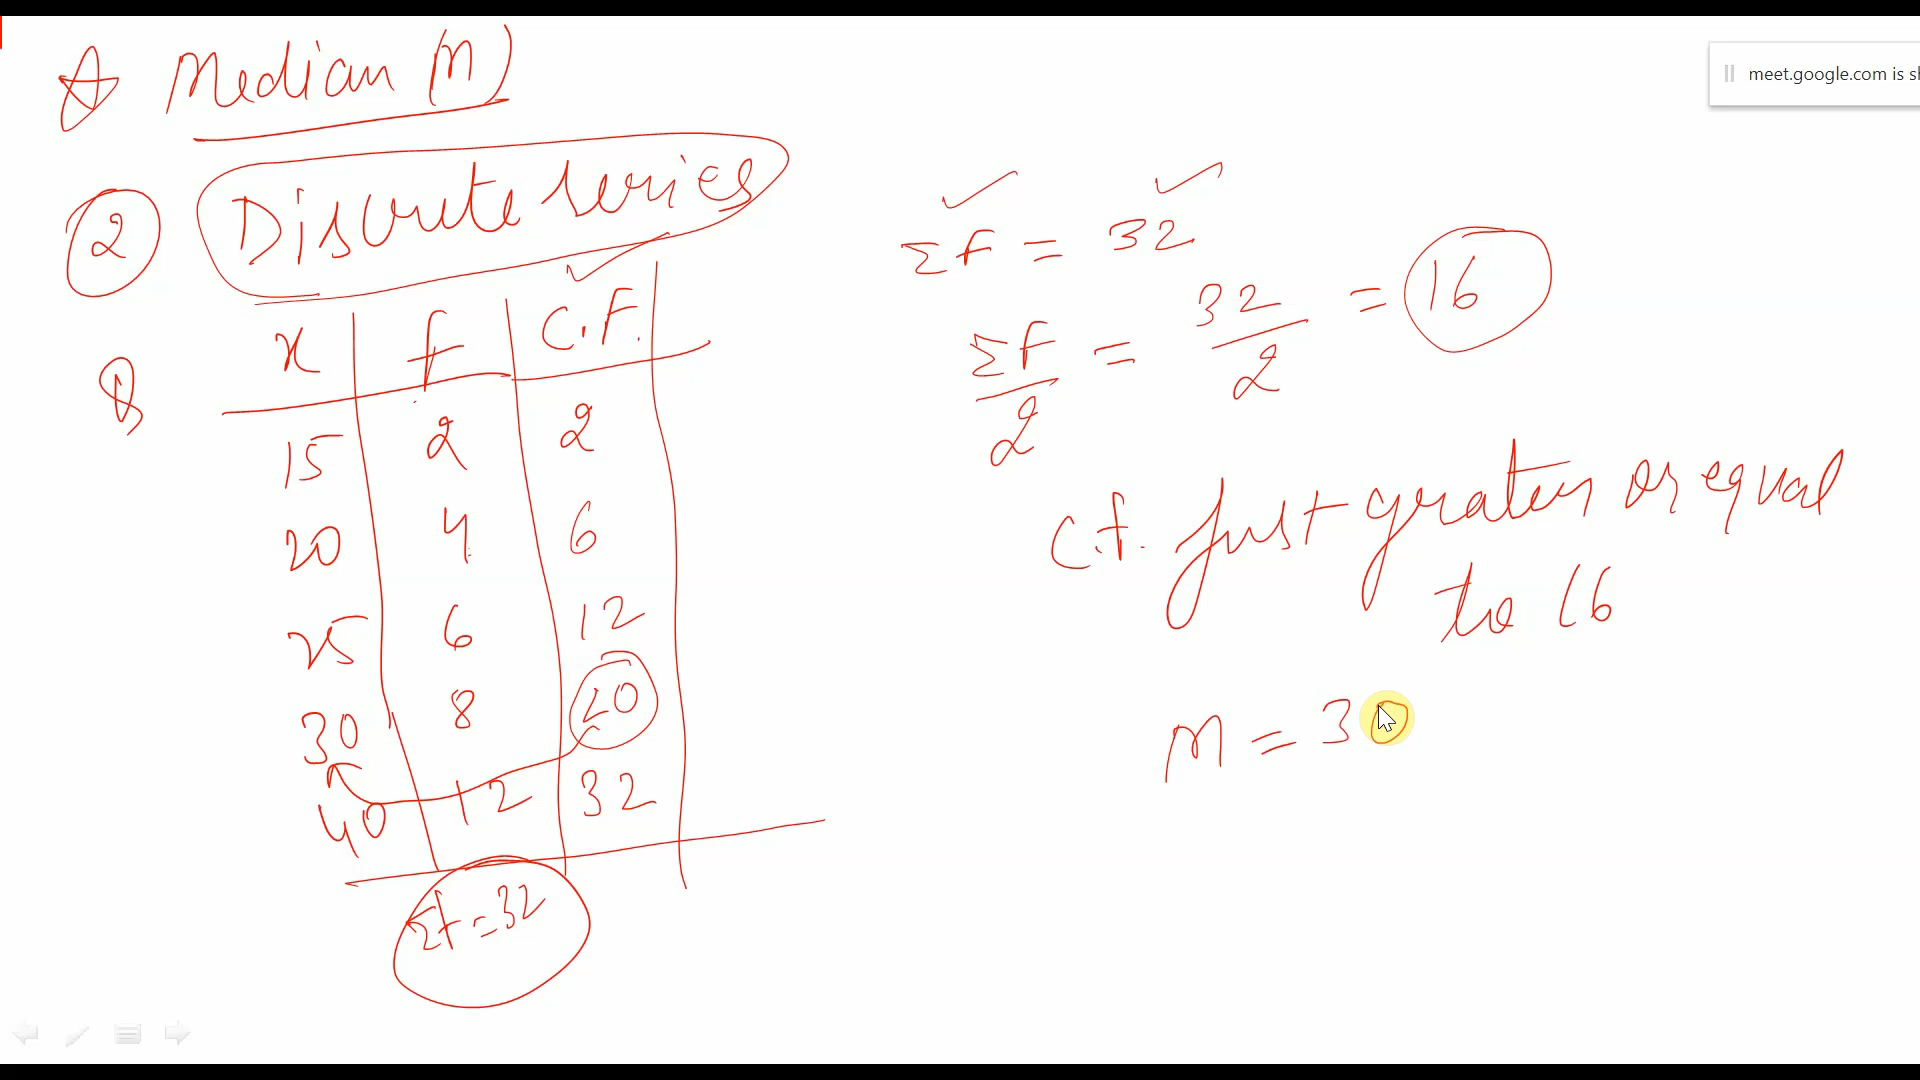 Median (M)
meet.google.com is sh
2 Discrete series
x f C.F.
Q
15 2 2
20 4 6
25 6 12
30 8 20
40 12 32
Σf = 32
ΣF = 32
ΣF/2 = 32/2 = 16
C.f. Just grater or equal
to 16
M = 30